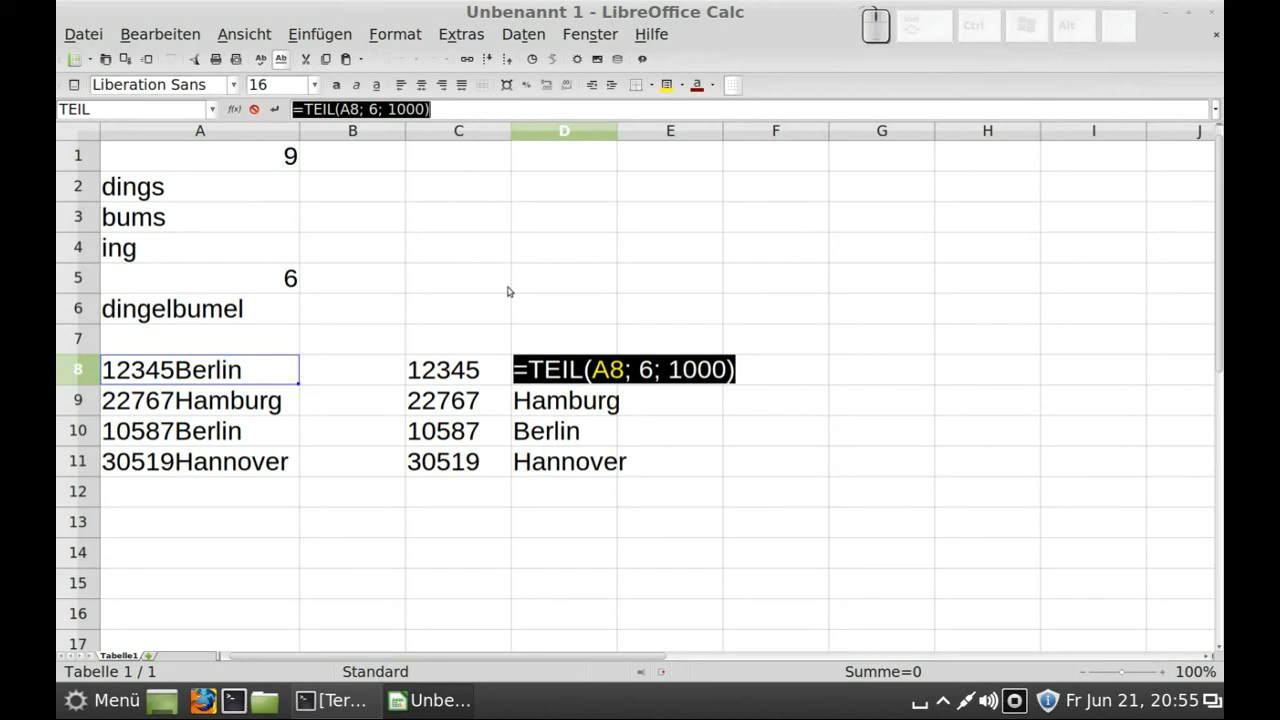 Unbenannt 1 - LibreOffice Calc
Ctrl Alt
Datei Bearbeiten Ansicht Einfügen Format Extras Daten Fenster Hilfe
Liberation Sans 16
TEIL f(x) =TEIL(A8; 6; 1000)
A B C D E F G H I J
1 9
2 dings
3 bums
4 ing
5 6
6 dingelbumel
7
8 12345Berlin 12345 =TEIL(A8; 6; 1000)
9 22767Hamburg 22767 Hamburg
10 10587Berlin 10587 Berlin
11 30519Hannover 30519 Hannover
12
13
14
15
16
17
Tabelle1
Tabelle 1 / 1 Standard Summe=0 100%
Menü [Ter... Unbe... Fr Jun 21, 20:55